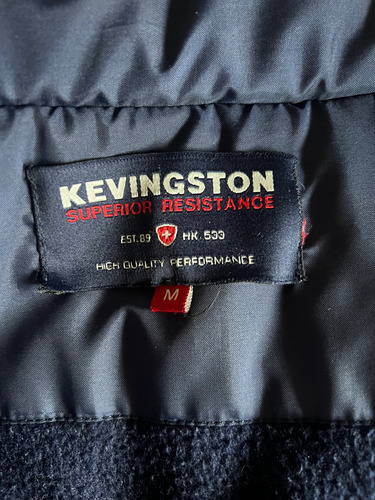 KEVINGSTON
SUPERIOR RESISTANCE
EST.89 HK 533
HIGH QUALITY PERFORMANCE
M